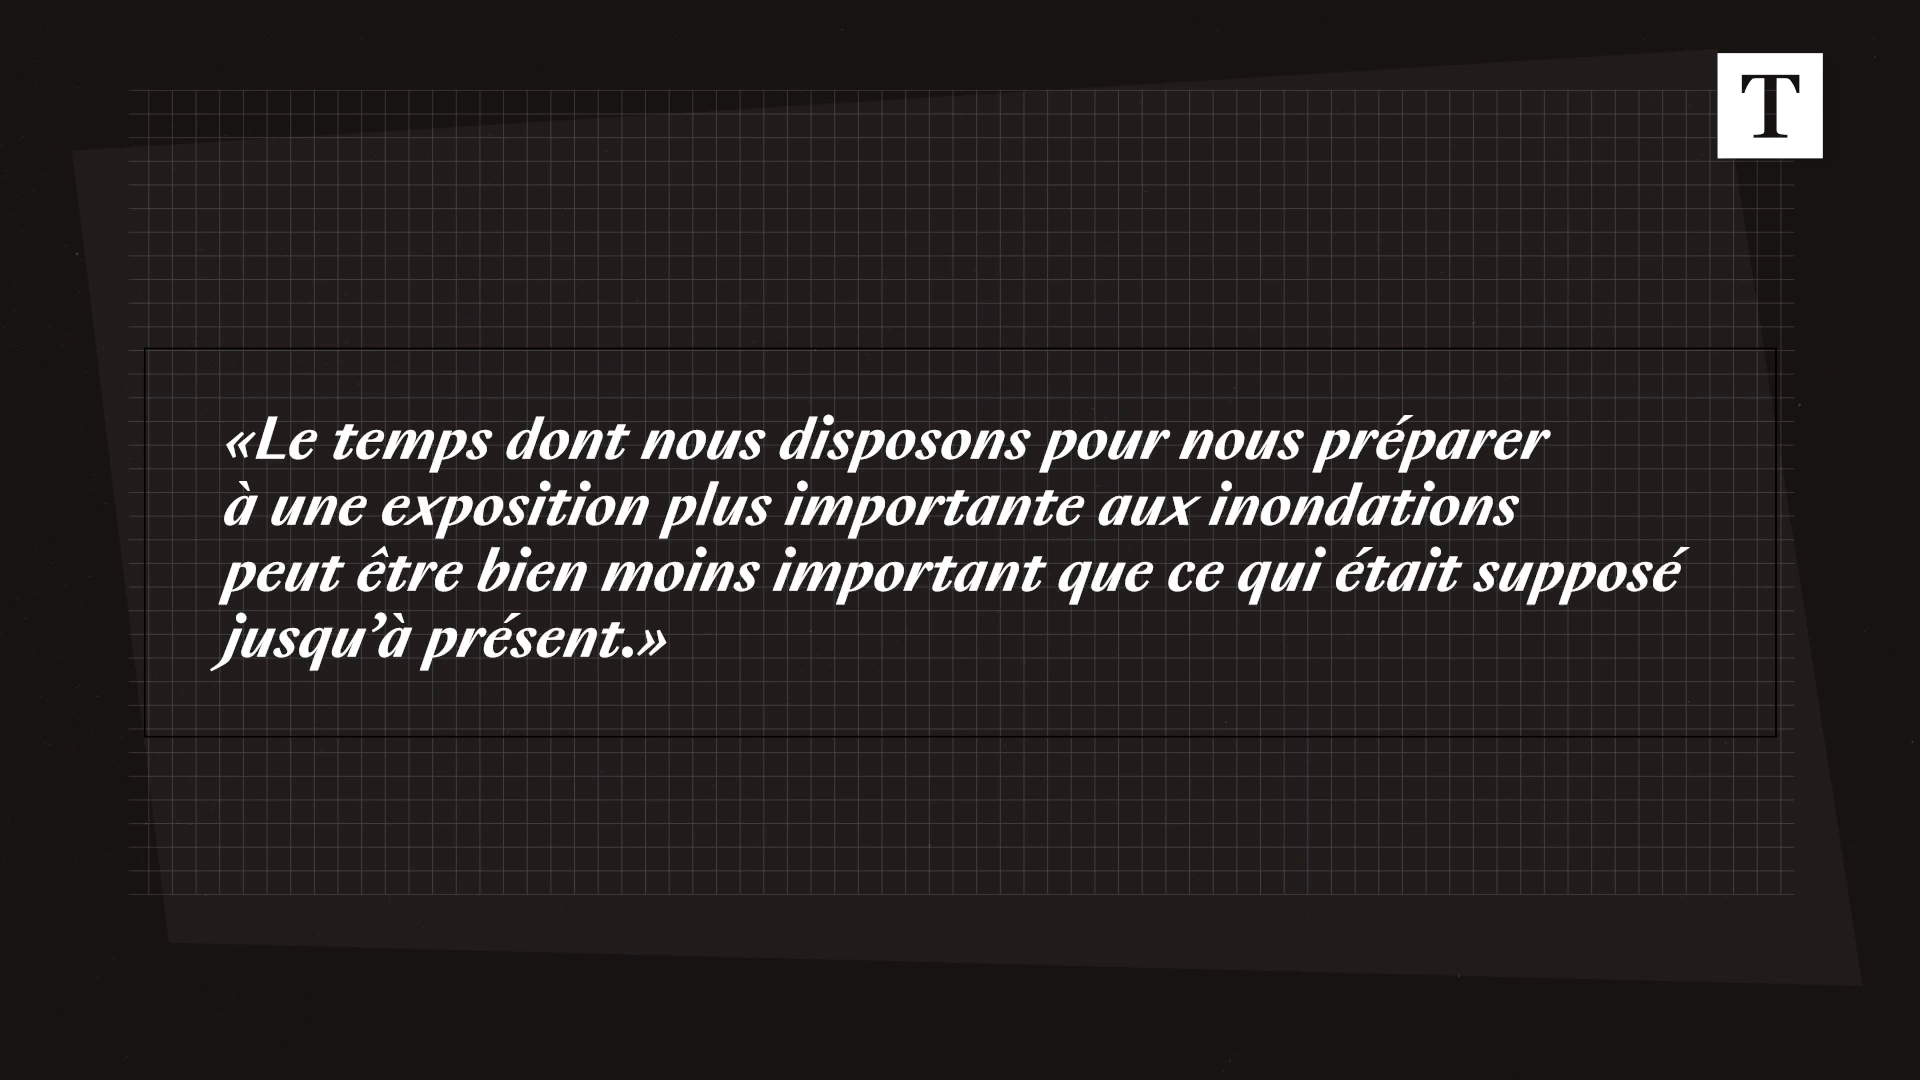 T
«Le temps dont nous disposons pour nous préparer
à une exposition plus importante aux inondations
peut être bien moins important que ce qui était supposé
jusqu’à présent.»